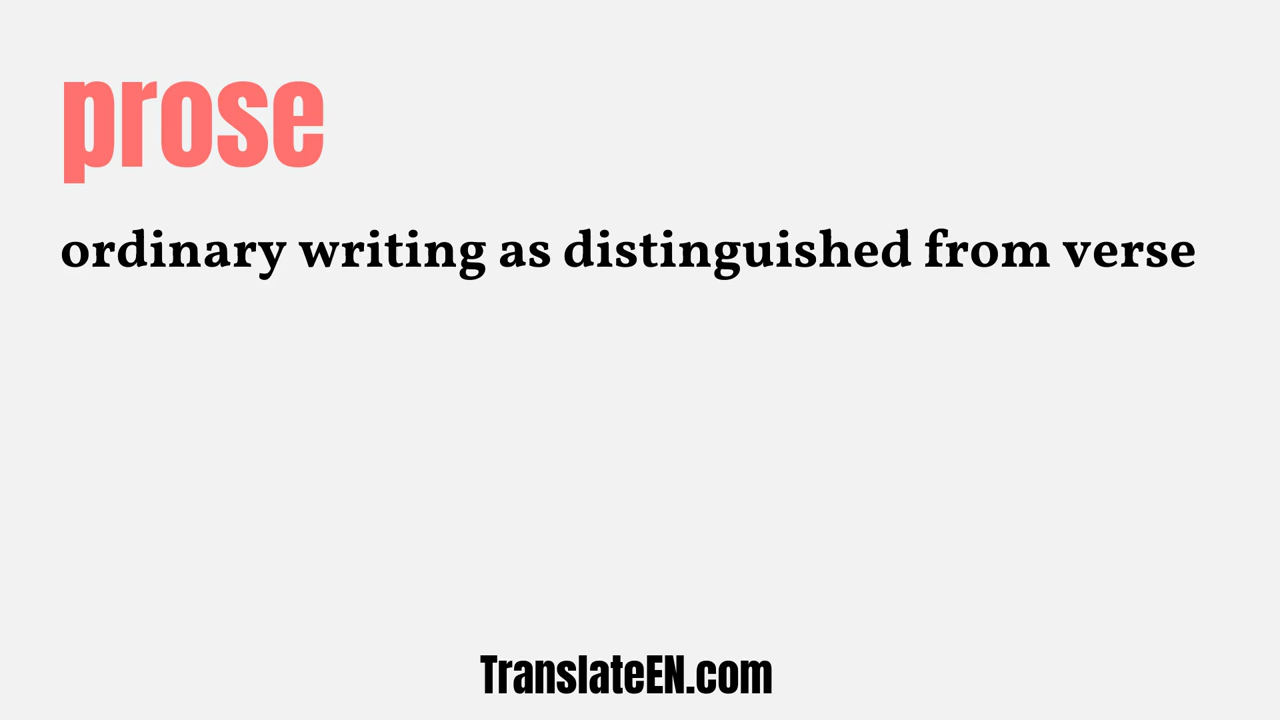 prose
ordinary writing as distinguished from verse
TranslateEN.com